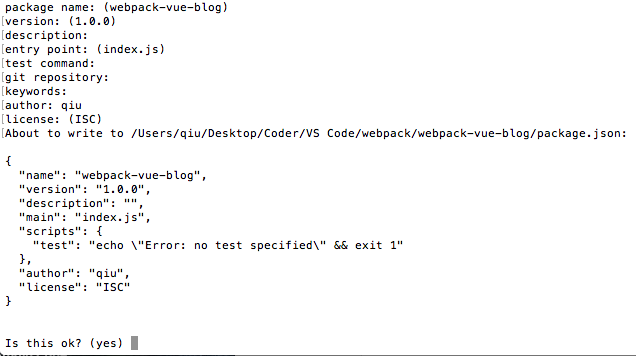 package name: (webpack-vue-blog)
version: (1.0.0)
description:
entry point: (index.js)
test command:
git repository:
keywords:
author: qiu
license: (ISC)
About to write to /Users/qiu/Desktop/Coder/VS Code/webpack/webpack-vue-blog/package.json:

{
  "name": "webpack-vue-blog",
  "version": "1.0.0",
  "description": "",
  "main": "index.js",
  "scripts": {
    "test": "echo \"Error: no test specified\" && exit 1"
  },
  "author": "qiu",
  "license": "ISC"
}

Is this ok? (yes)